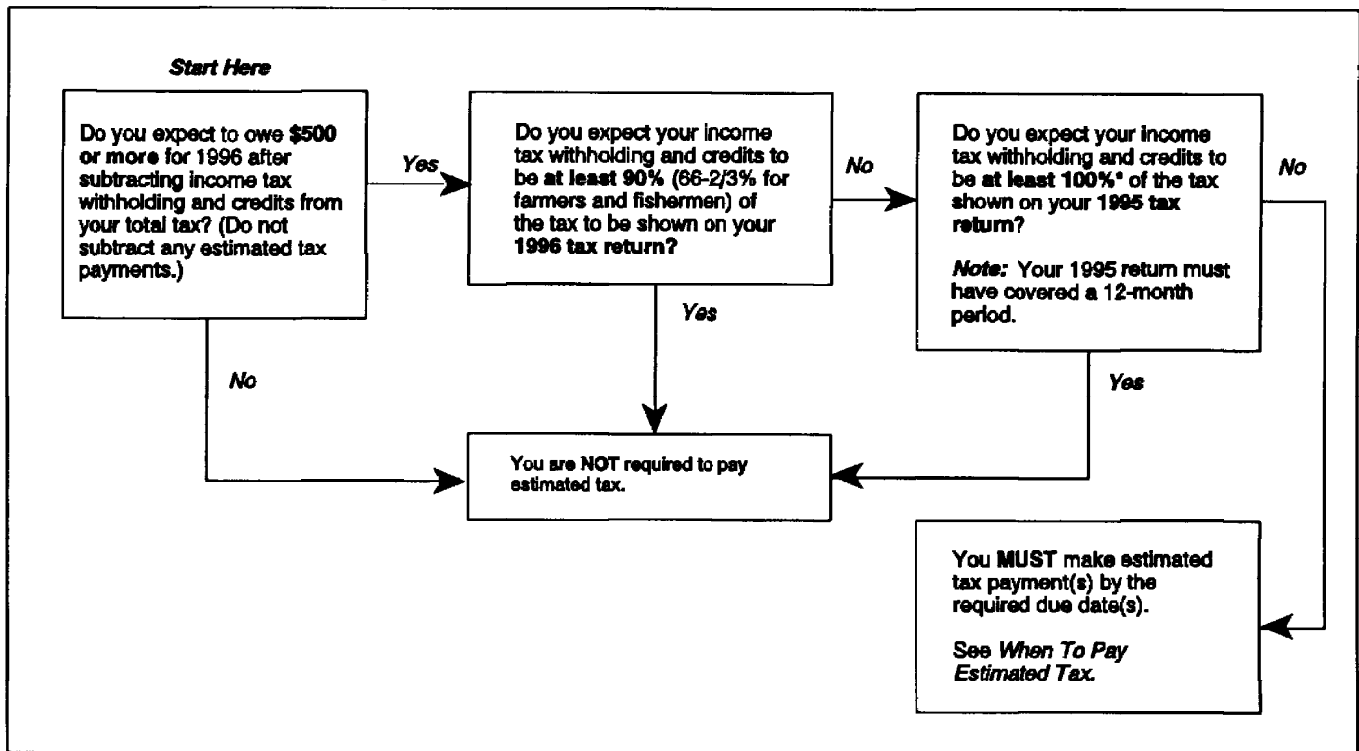 Start Here
Do you expect to owe $500
or more for 1996 after
subtracting income tax
withholding and credits from
your total tax? (Do not
subtract any estimated tax
payments.)
Yes
Do you expect your income
tax withholding and credits to
be at least 90% (66-2/3% for
farmers and fishermen) of
the tax to be shown on your
1996 tax return?
No
Do you expect your income
tax withholding and credits to
be at least 100%* of the tax
shown on your 1995 tax
return?
Note: Your 1995 return must
have covered a 12-month
period.
No
No
Yes
Yes
You are NOT required to pay
estimated tax.
You MUST make estimated
tax payment(s) by the
required due date(s).
See When To Pay
Estimated Tax.